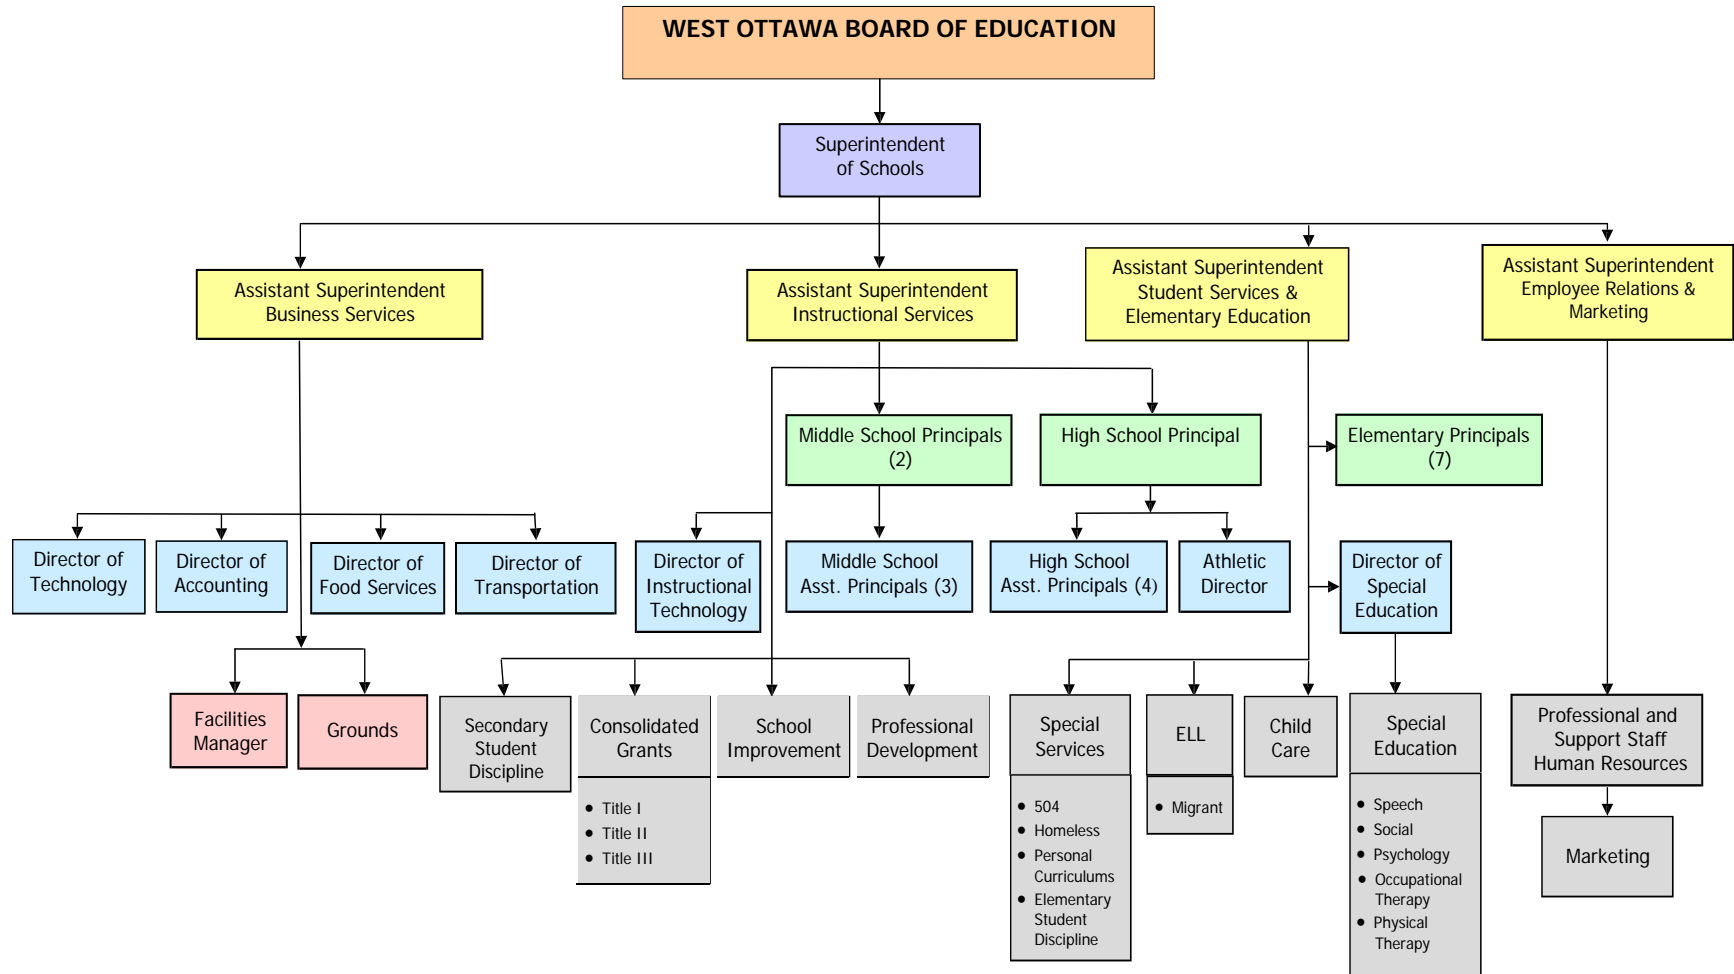 WEST OTTAWA BOARD OF EDUCATION
Superintendent
of Schools
Assistant Superintendent
Business Services
Assistant Superintendent
Instructional Services
Assistant Superintendent
Student Services &
Elementary Education
Assistant Superintendent
Employee Relations &
Marketing
Middle School Principals
(2)
High School Principal
Elementary Principals
(7)
Director of
Technology
Director of
Accounting
Director of
Food Services
Director of
Transportation
Director of
Instructional
Technology
Middle School
Asst. Principals (3)
High School
Asst. Principals (4)
Athletic
Director
Director of
Special
Education
Facilities
Manager
Grounds
Secondary
Student
Discipline
Consolidated
Grants
• Title I
• Title II
• Title III
School
Improvement
Professional
Development
Special
Services
• 504
• Homeless
• Personal
Curriculums
• Elementary
Student
Discipline
ELL
• Migrant
Child
Care
Special
Education
• Speech
• Social
• Psychology
• Occupational
Therapy
• Physical
Therapy
Professional and
Support Staff
Human Resources
Marketing